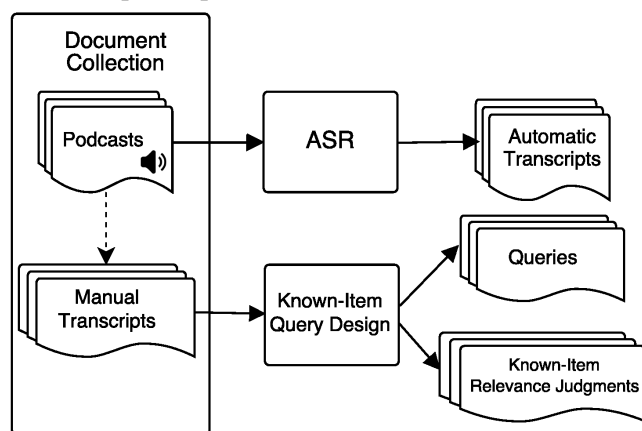 Document
Collection
Podcasts
ASR
Automatic
Transcripts
Manual
Transcripts
Known-Item
Query Design
Queries
Known-Item
Relevance Judgments